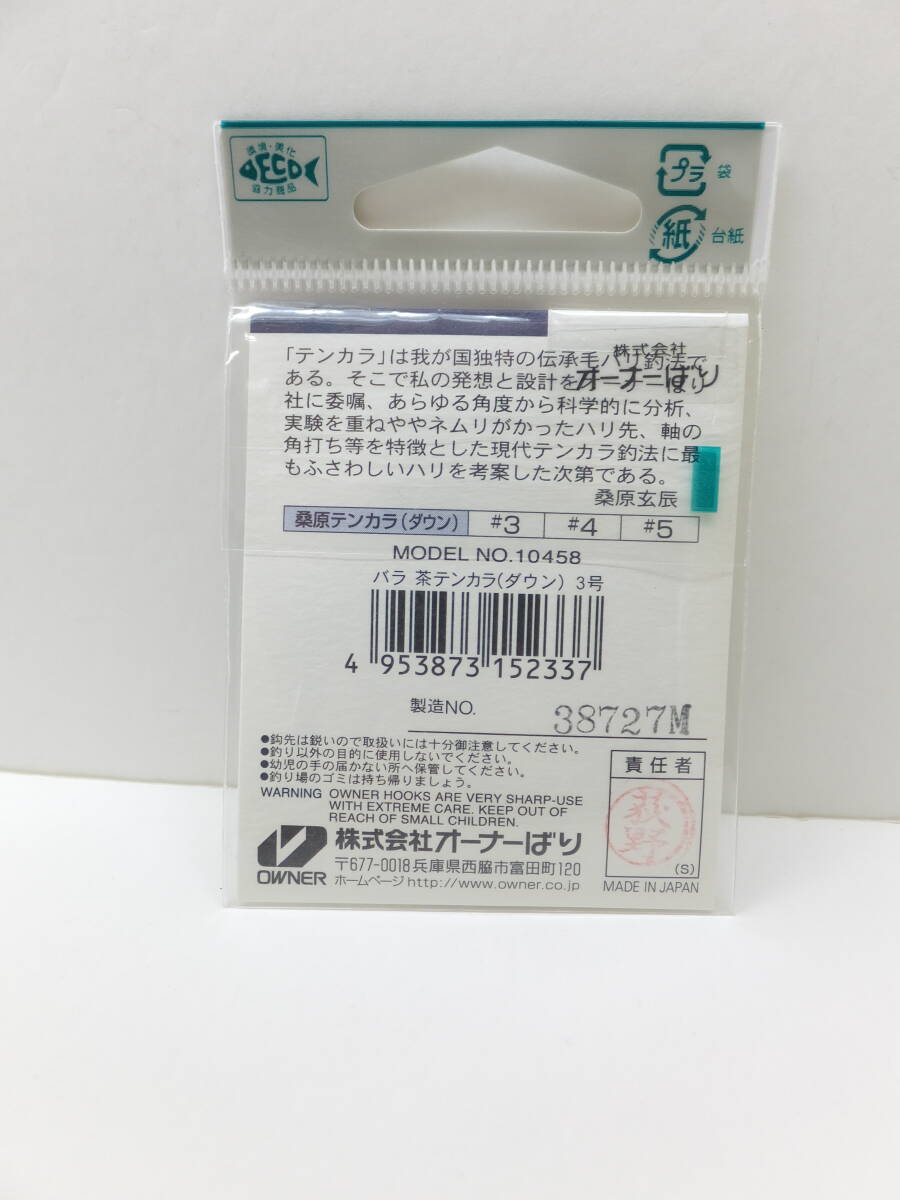 環境・美化
ECO
協力商品
プラ 袋
紙 台紙
株式会社
オーナーばり
「テンカラ」は我が国独特の伝承毛バリ釣法で
ある。そこで私の発想と設計をオーナーばり
社に委嘱、あらゆる角度から科学的に分析、
実験を重ねややネムリがかったハリ先、軸の
角打ち等を特徴とした現代テンカラ釣法に最
もふさわしいハリを考案した次第である。
桑原玄辰
桑原テンカラ(ダウン) #3 #4 #5
MODEL NO.10458
バラ 茶テンカラ(ダウン) 3号
4 953873 152337
製造NO. 38727M
●鈎先は鋭いので取扱いには十分御注意してください。
●釣り以外の目的に使用しないでください。
●幼児の手の届かない所へ保管してください。
●釣り場のゴミは持ち帰りましょう。
WARNING OWNER HOOKS ARE VERY SHARP-USE
WITH EXTREME CARE. KEEP OUT OF
REACH OF SMALL CHILDREN.
責任者
荻野
(S)
MADE IN JAPAN
OWNER
株式会社オーナーばり
〒677-0018 兵庫県西脇市富田町120
ホームページ http://www.owner.co.jp